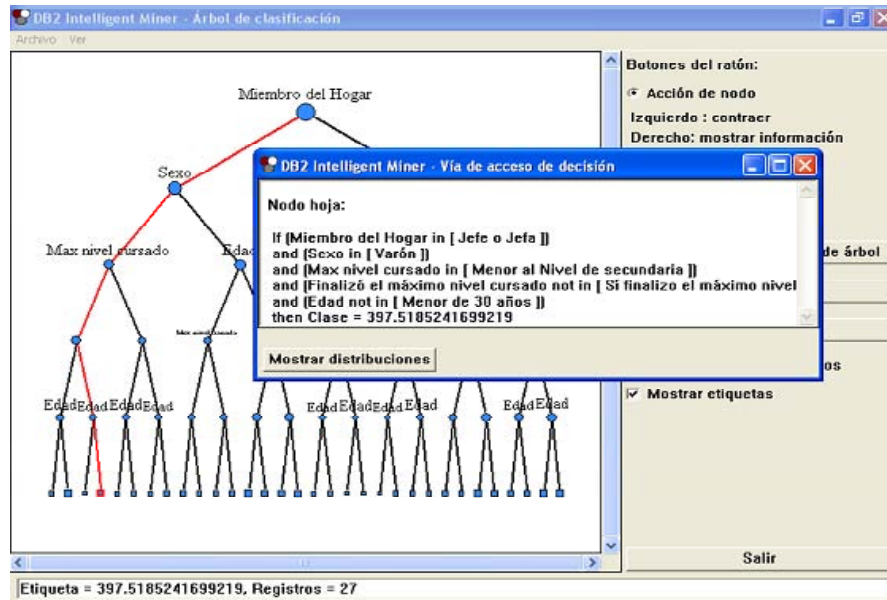 DB2 Intelligent Miner - Árbol de clasificación
Archivo Ver
Miembro del Hogar
Sexo
Max nivel cursado
Edad
Edad Edad Edad Edad
Edad Edad Edad Edad
Edad Edad
Botones del ratón:
Acción de nodo
Izquierdo : contraer
Derecho: mostrar información
de árbol
os
Mostrar etiquetas
Salir
DB2 Intelligent Miner - Vía de acceso de decisión
Nodo hoja:
If (Miembro del Hogar in [ Jefe o Jefa ])
and (Sexo in [ Varón ])
and (Max nivel cursado in [ Menor al Nivel de secundaria ])
and (Finalizó el máximo nivel cursado not in [ Si finalizo el máximo nivel
and (Edad not in [ Menor de 30 años ])
then Clase = 397.5185241699219
Mostrar distribuciones
Etiqueta = 397.5185241699219, Registros = 27